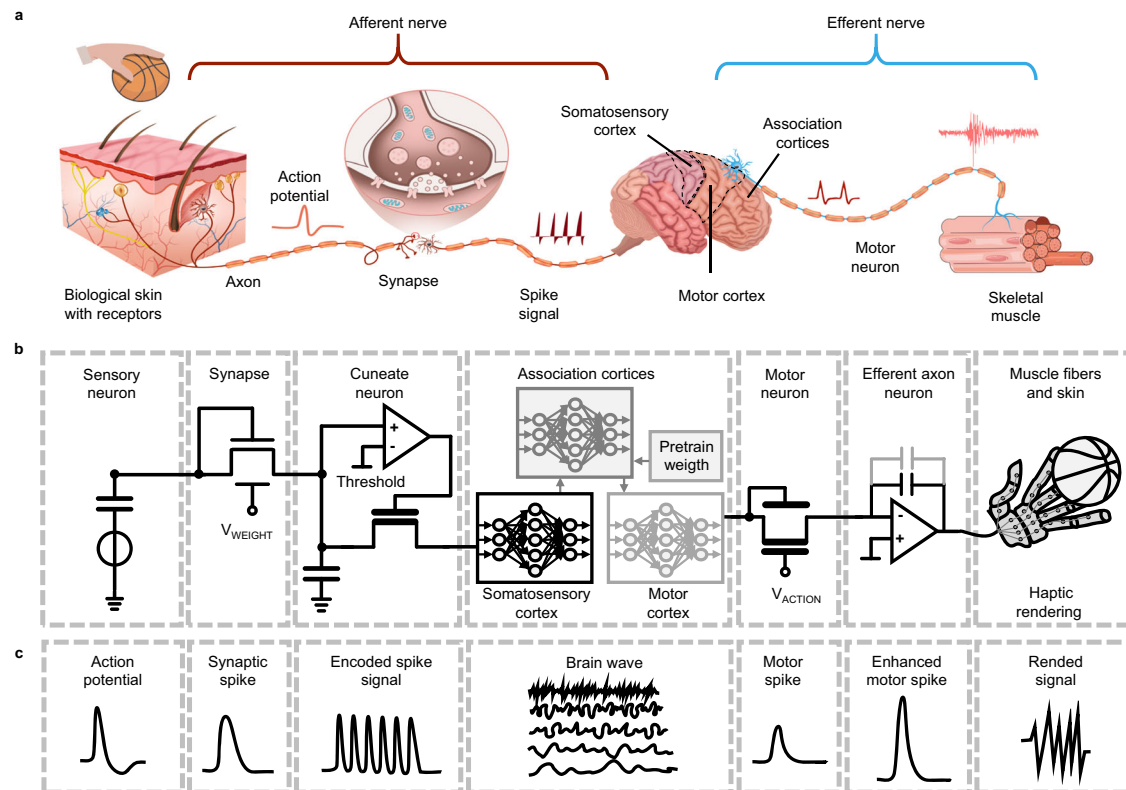 a
Afferent nerve
Efferent nerve
Somatosensory
cortex
Association
cortices
Action
potential
Axon
Synapse
Spike
signal
Motor cortex
Motor
neuron
Skeletal
muscle
Biological skin
with receptors
b
Sensory
neuron
Synapse
Cuneate
neuron
Association cortices
Motor
neuron
Efferent axon
neuron
Muscle fibers
and skin
+
-
Threshold
Pretrain
weigth
VWEIGHT
-
+
Somatosensory
cortex
Motor
cortex
VACTION
Haptic
rendering
c
Action
potential
Synaptic
spike
Encoded spike
signal
Brain wave
Motor
spike
Enhanced
motor spike
Rended
signal